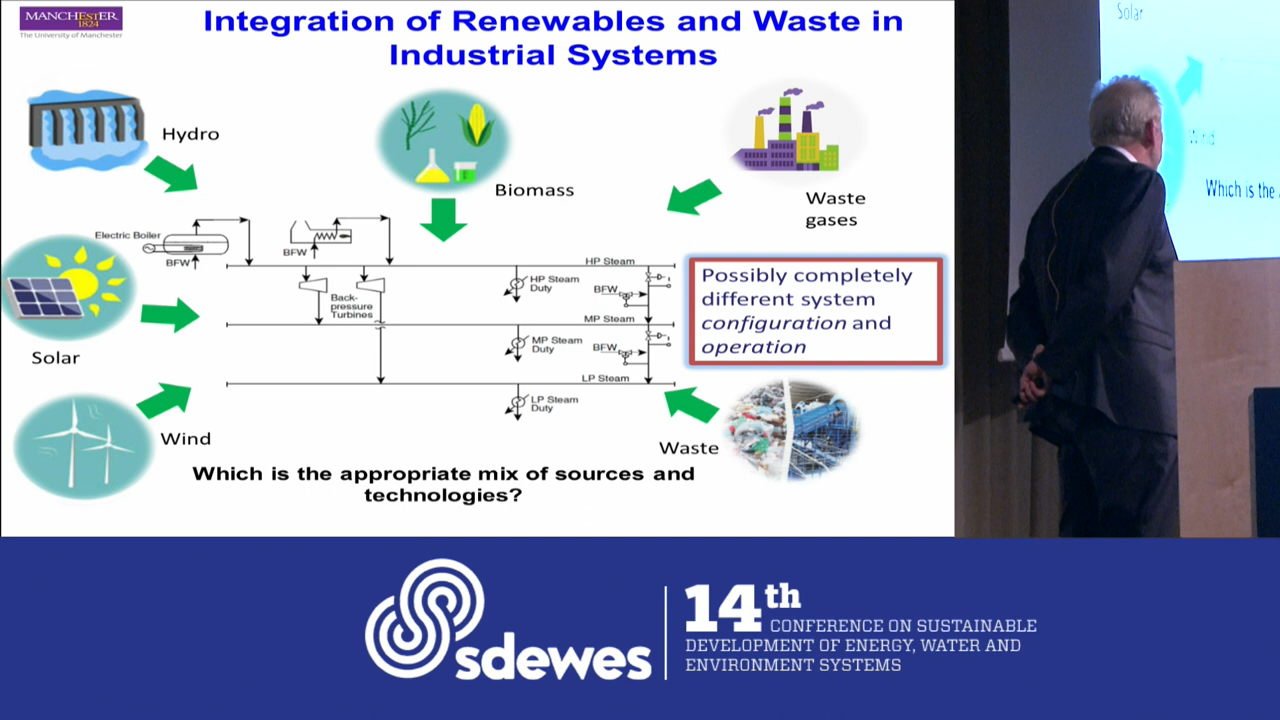 MANCHESTER
1824
The University of Manchester
Integration of Renewables and Waste in
Industrial Systems
Hydro
Biomass
Waste
gases
Electric Boiler
BFW
BFW
HP Steam
Back-
pressure
Turbines
HP Steam
Duty
BFW
MP Steam
MP Steam
Duty
BFW
LP Steam
LP Steam
Duty
Possibly completely
different system
configuration and
operation
Solar
Wind
Waste
Which is the appropriate mix of sources and
technologies?
Solar
Wind
Which is the
sdewes
14th
CONFERENCE ON SUSTAINABLE
DEVELOPMENT OF ENERGY, WATER AND
ENVIRONMENT SYSTEMS